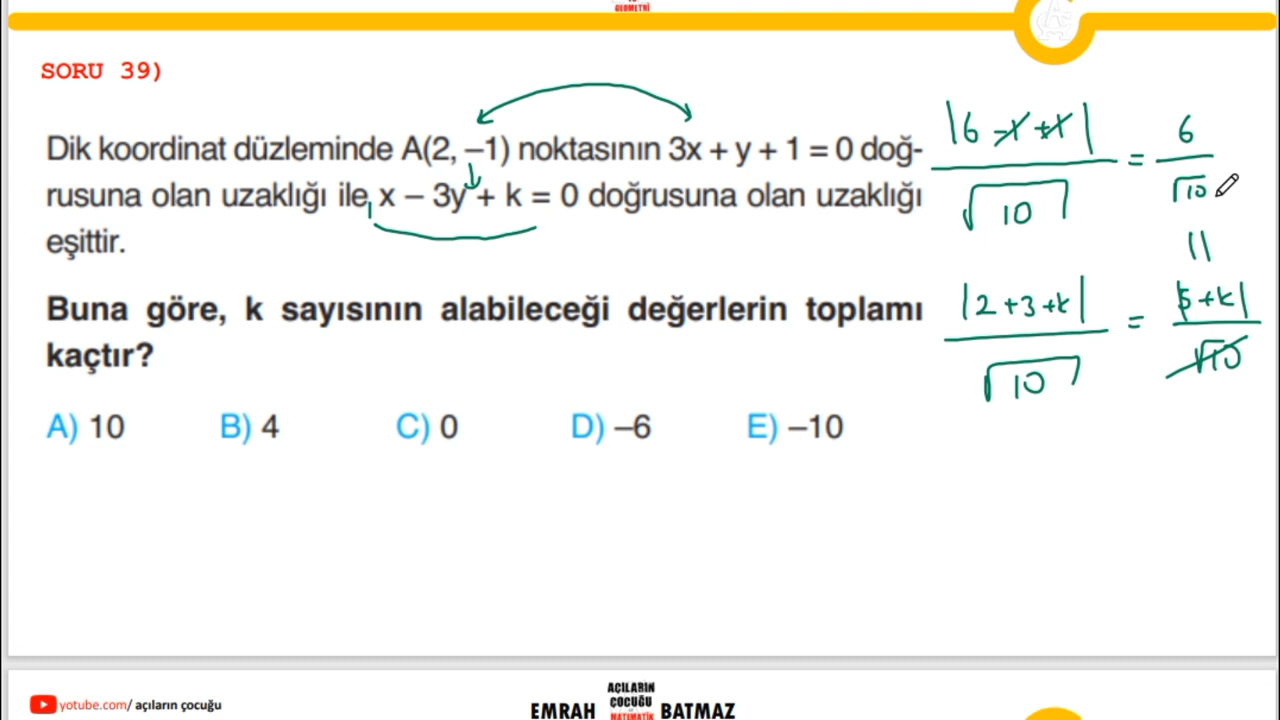 GEOMETRİ
SORU 39)
Dik koordinat düzleminde A(2, –1) noktasının 3x + y + 1 = 0 doğ-
rusuna olan uzaklığı ile x – 3y + k = 0 doğrusuna olan uzaklığı
eşittir.
Buna göre, k sayısının alabileceği değerlerin toplamı
kaçtır?
A) 10 B) 4 C) 0 D) –6 E) –10
|6 -1 +1| / √10 = 6 / √10
||
|2+3+k| / √10 = |5+k| / √10
1
yotube.com/ açıların çocuğu
EMRAH
AÇILARIN
ÇOCUĞU
MATEMATİK
BATMAZ